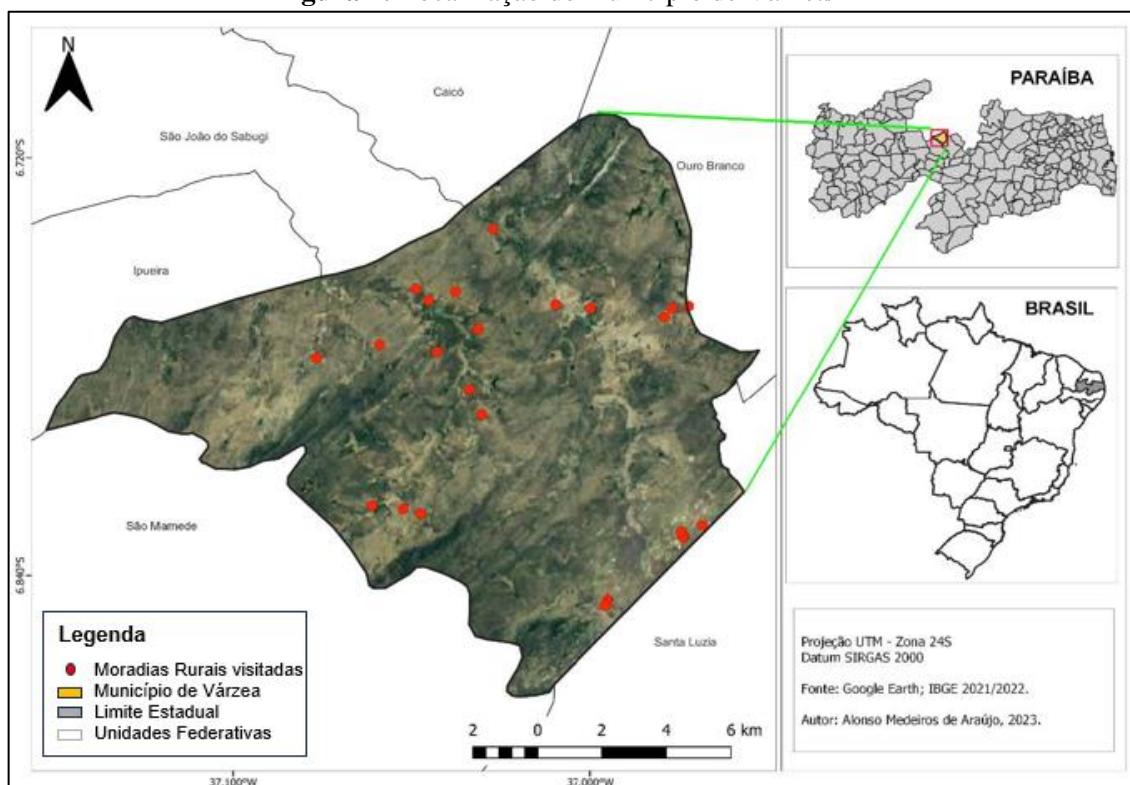 N
Caicó
São João do Sabugi
Ouro Branco
Ipueira
São Mamede
Santa Luzia
6.720°S
6.840°S
37.100°W
37.000°W
Legenda
Moradias Rurais visitadas
Município de Várzea
Limite Estadual
Unidades Federativas
2 0 2 4 6 km
PARAÍBA
BRASIL
Projeção UTM - Zona 24S
Datum SIRGAS 2000
Fonte: Google Earth; IBGE 2021/2022.
Autor: Alonso Medeiros de Araújo, 2023.